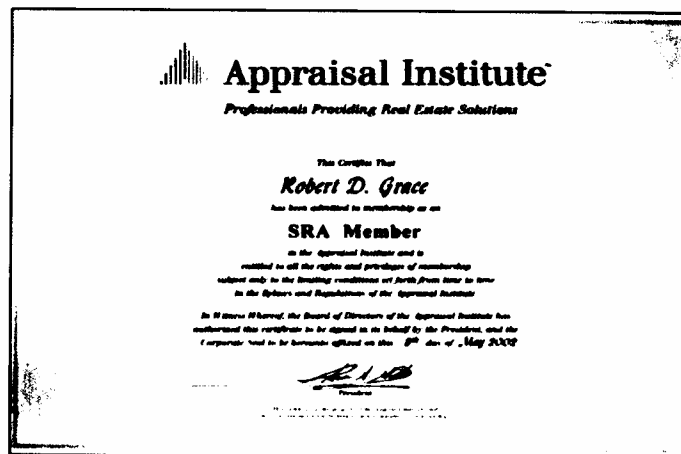 Appraisal Institute
Professionals Providing Real Estate Solutions
This Certifies That
Robert D. Grace
has been admitted to membership as an
SRA Member
in the Appraisal Institute and is
entitled to all the rights and privileges of membership
subject only to the limiting conditions set forth from time to time
in the Bylaws and Regulations of the Appraisal Institute
In Witness Whereof, the Board of Directors of the Appraisal Institute has
authorized this certificate to be signed in its behalf by the President, and the
Corporate Seal to be hereunto affixed on this 8th day of May 2002
President